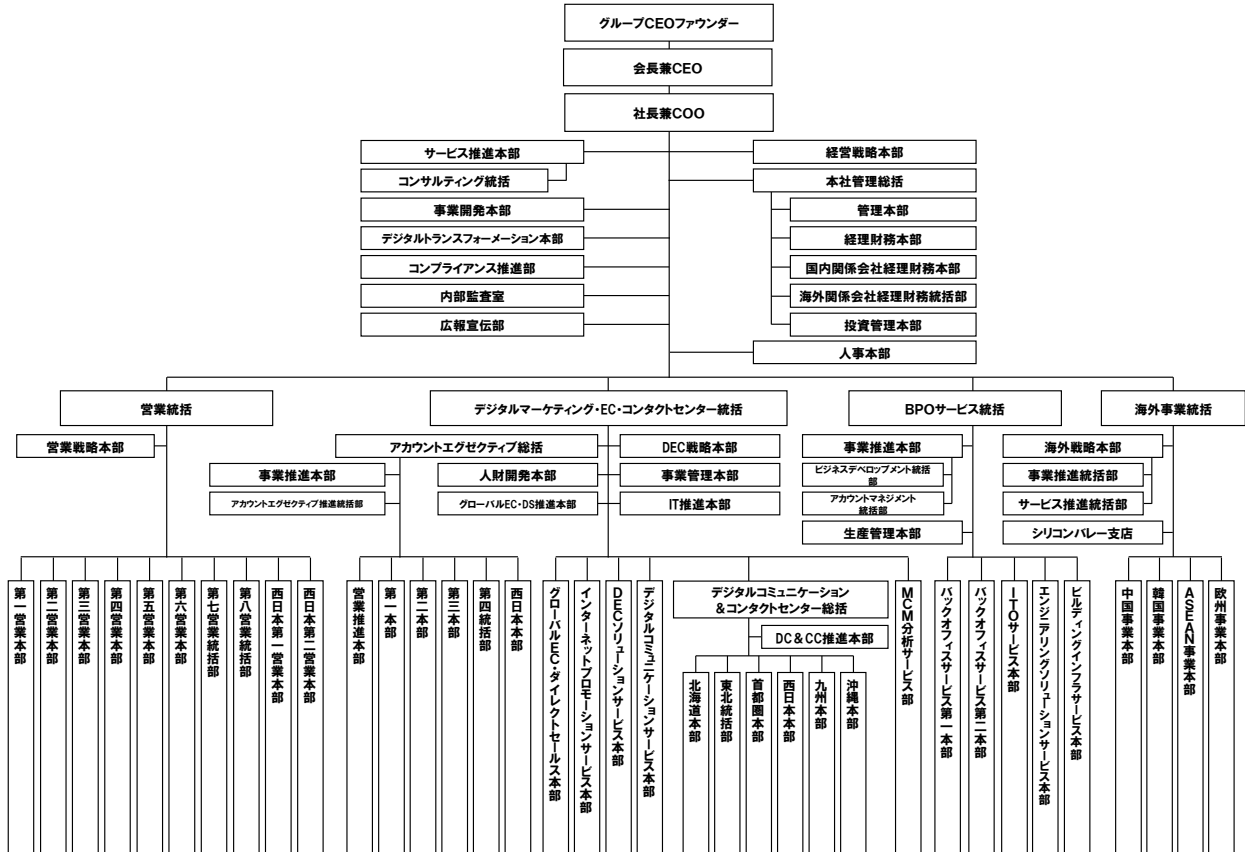 グループCEOファウンダー
会長兼CEO
社長兼COO
サービス推進本部
コンサルティング統括
事業開発本部
デジタルトランスフォーメーション本部
コンプライアンス推進部
内部監査室
広報宣伝部
経営戦略本部
本社管理総括
管理本部
経理財務本部
国内関係会社経理財務本部
海外関係会社経理財務統括部
投資管理本部
人事本部
営業統括
営業戦略本部
第一営業本部
第二営業本部
第三営業本部
第四営業本部
第五営業本部
第六営業本部
第七営業統括部
第八営業統括部
西日本第一営業本部
西日本第二営業本部
デジタルマーケティング・EC・コンタクトセンター統括
アカウントエグゼクティブ総括
事業推進本部
アカウントエグゼクティブ推進統括部
営業推進本部
第一本部
第二本部
第三本部
第四統括部
西日本本部
人財開発本部
グローバルEC・DS推進本部
DEC戦略本部
事業管理本部
IT推進本部
グローバルEC・ダイレクトセールス本部
インターネットプロモーションサービス本部
DECソリューションサービス本部
デジタルコミュニケーションサービス本部
デジタルコミュニケーション
&コンタクトセンター総括
DC&CC推進本部
北海道本部
東北統括部
首都圏本部
西日本本部
九州本部
沖縄本部
MCM分析サービス部
BPOサービス統括
事業推進本部
ビジネスデベロップメント統括
部
アカウントマネジメント
統括部
生産管理本部
バックオフィスサービス第一本部
バックオフィスサービス第二本部
ITOサービス本部
エンジニアリングソリューションサービス本部
ビルディングインフラサービス本部
海外事業統括
海外戦略本部
事業推進統括部
サービス推進統括部
シリコンバレー支店
中国事業本部
韓国事業本部
ASEAN事業本部
欧州事業本部